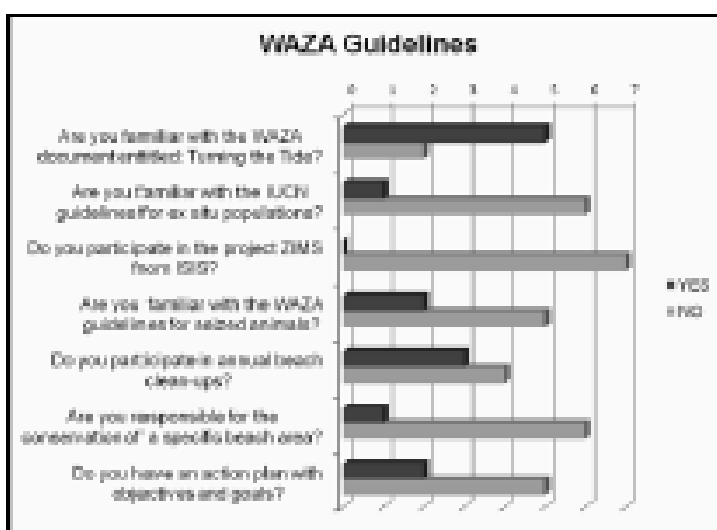 WAZA Guidelines
0 1 2 3 4 5 6 7
Are you familiar with the WAZA
document entitled: Turning the Tide?
Are you familiar with the IUCN
guidelines for ex situ populations?
Do you participate in the project ZIMS
from ISIS?
Are you familiar with the WAZA
guidelines for seized animals?
Do you participate in annual beach
clean-ups?
Are you responsible for the
conservation of a specific beach area?
Do you have an action plan with
objectives and goals?
YES
NO